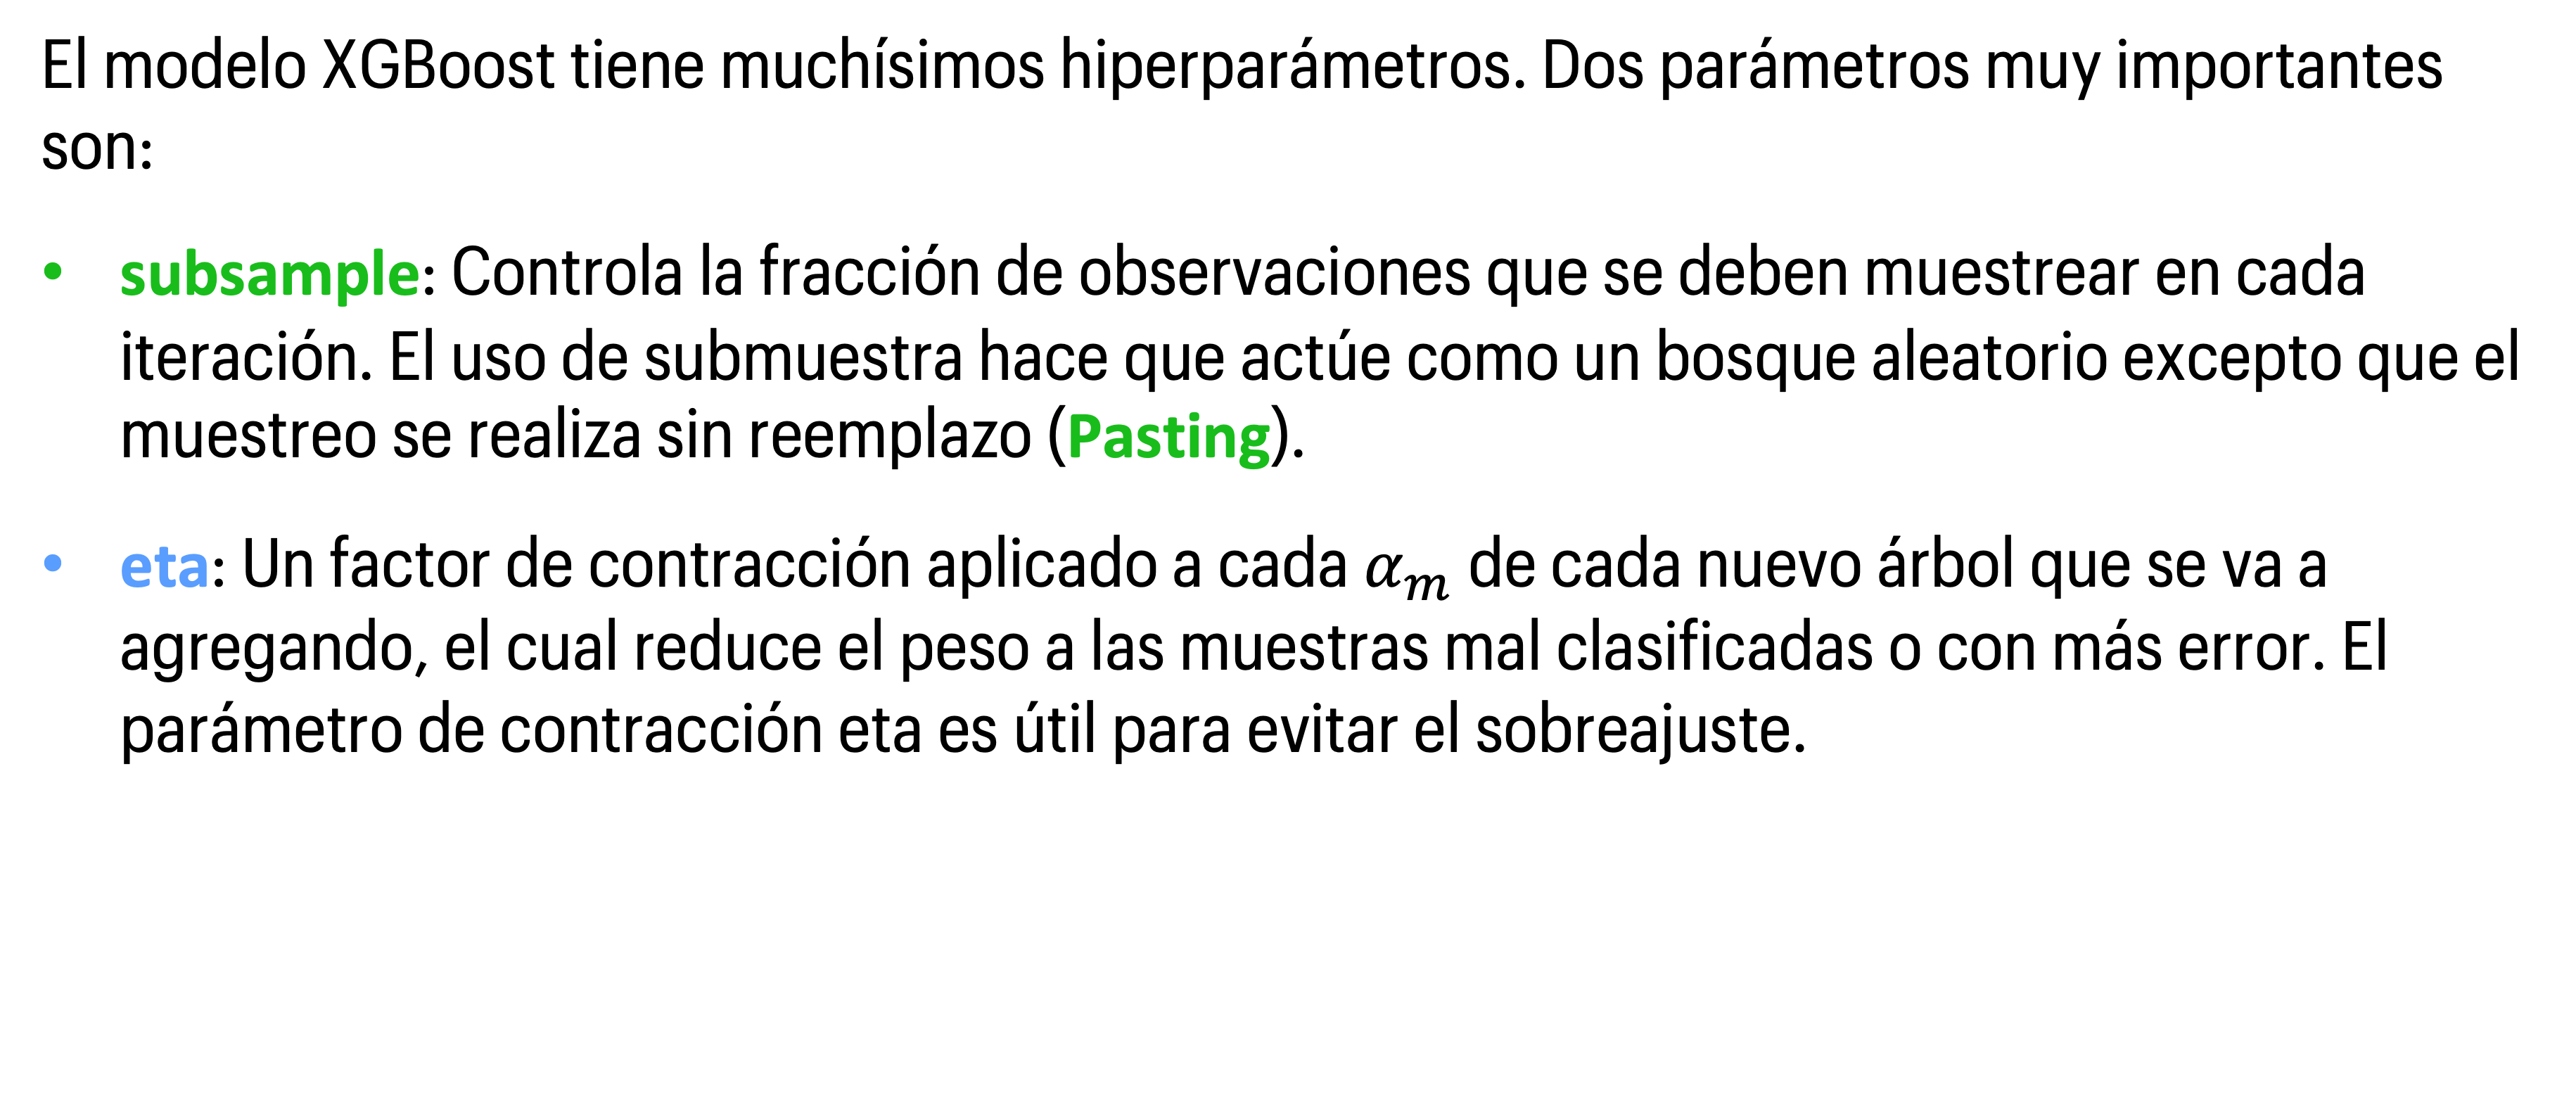 El modelo XGBoost tiene muchísimos hiperparámetros. Dos parámetros muy importantes
son:
• subsample: Controla la fracción de observaciones que se deben muestrear en cada
iteración. El uso de submuestra hace que actúe como un bosque aleatorio excepto que el
muestreo se realiza sin reemplazo (Pasting).
• eta: Un factor de contracción aplicado a cada 𝛼𝑚 de cada nuevo árbol que se va a
agregando, el cual reduce el peso a las muestras mal clasificadas o con más error. El
parámetro de contracción eta es útil para evitar el sobreajuste.